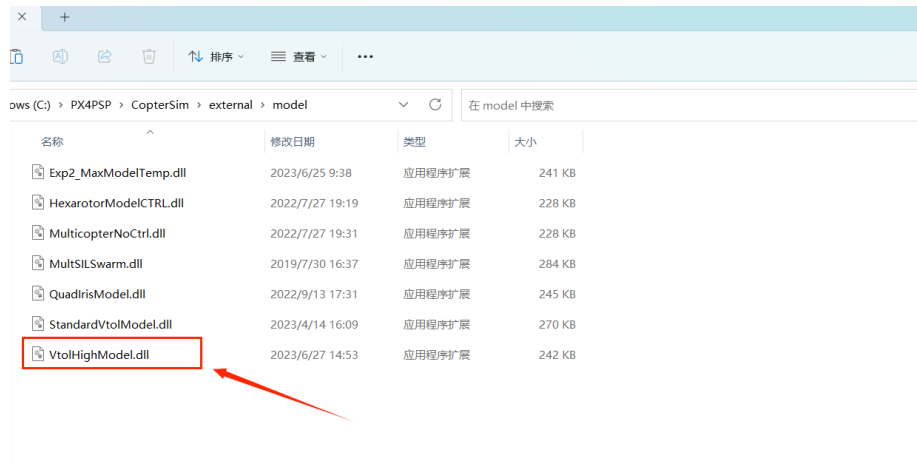 排序 查看
ows (C:) > PX4PSP > CopterSim > external > model 在 model 中搜索
名称 修改日期 类型 大小
Exp2_MaxModelTemp.dll 2023/6/25 9:38 应用程序扩展 241 KB
HexarotorModelCTRL.dll 2022/7/27 19:19 应用程序扩展 228 KB
MulticopterNoCtrl.dll 2022/7/27 19:31 应用程序扩展 228 KB
MultSILSwarm.dll 2019/7/30 16:37 应用程序扩展 284 KB
QuadIrisModel.dll 2022/9/13 17:31 应用程序扩展 245 KB
StandardVtolModel.dll 2023/4/14 16:09 应用程序扩展 270 KB
VtolHighModel.dll 2023/6/27 14:53 应用程序扩展 242 KB